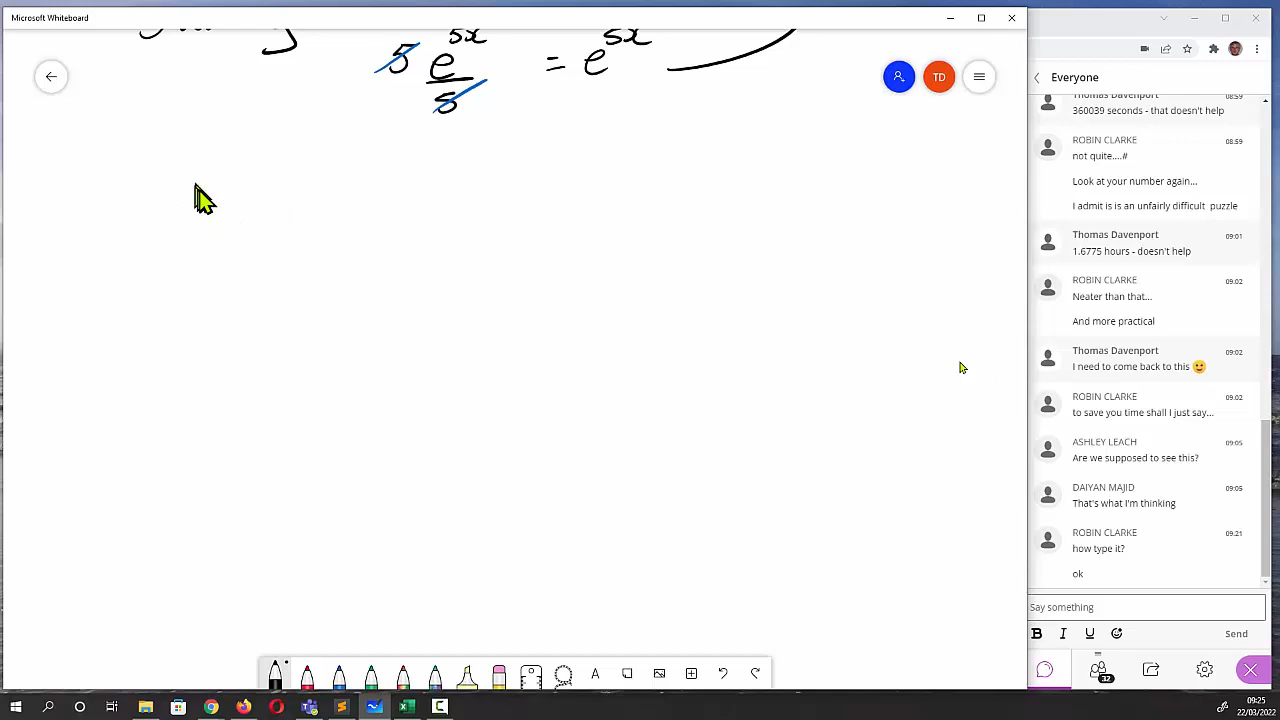 Microsoft Whiteboard
5x
5x
5 e
= e
5
TD
Everyone
Thomas Davenport
08:59
360039 seconds - that doesn't help
ROBIN CLARKE
08:59
not quite....#
Look at your number again...
I admit is is an unfairly difficult puzzle
Thomas Davenport
09:01
1.6775 hours - doesn't help
ROBIN CLARKE
09:02
Neater than that...
And more practical
Thomas Davenport
09:02
I need to come back to this 😉
ROBIN CLARKE
09:02
to save you time shall I just say...
ASHLEY LEACH
09:05
Are we supposed to see this?
DAIYAN MAJID
09:05
That's what I'm thinking
ROBIN CLARKE
09:21
how type it?
ok
Say something
B I U
Send
A
32
09:25
22/03/2022